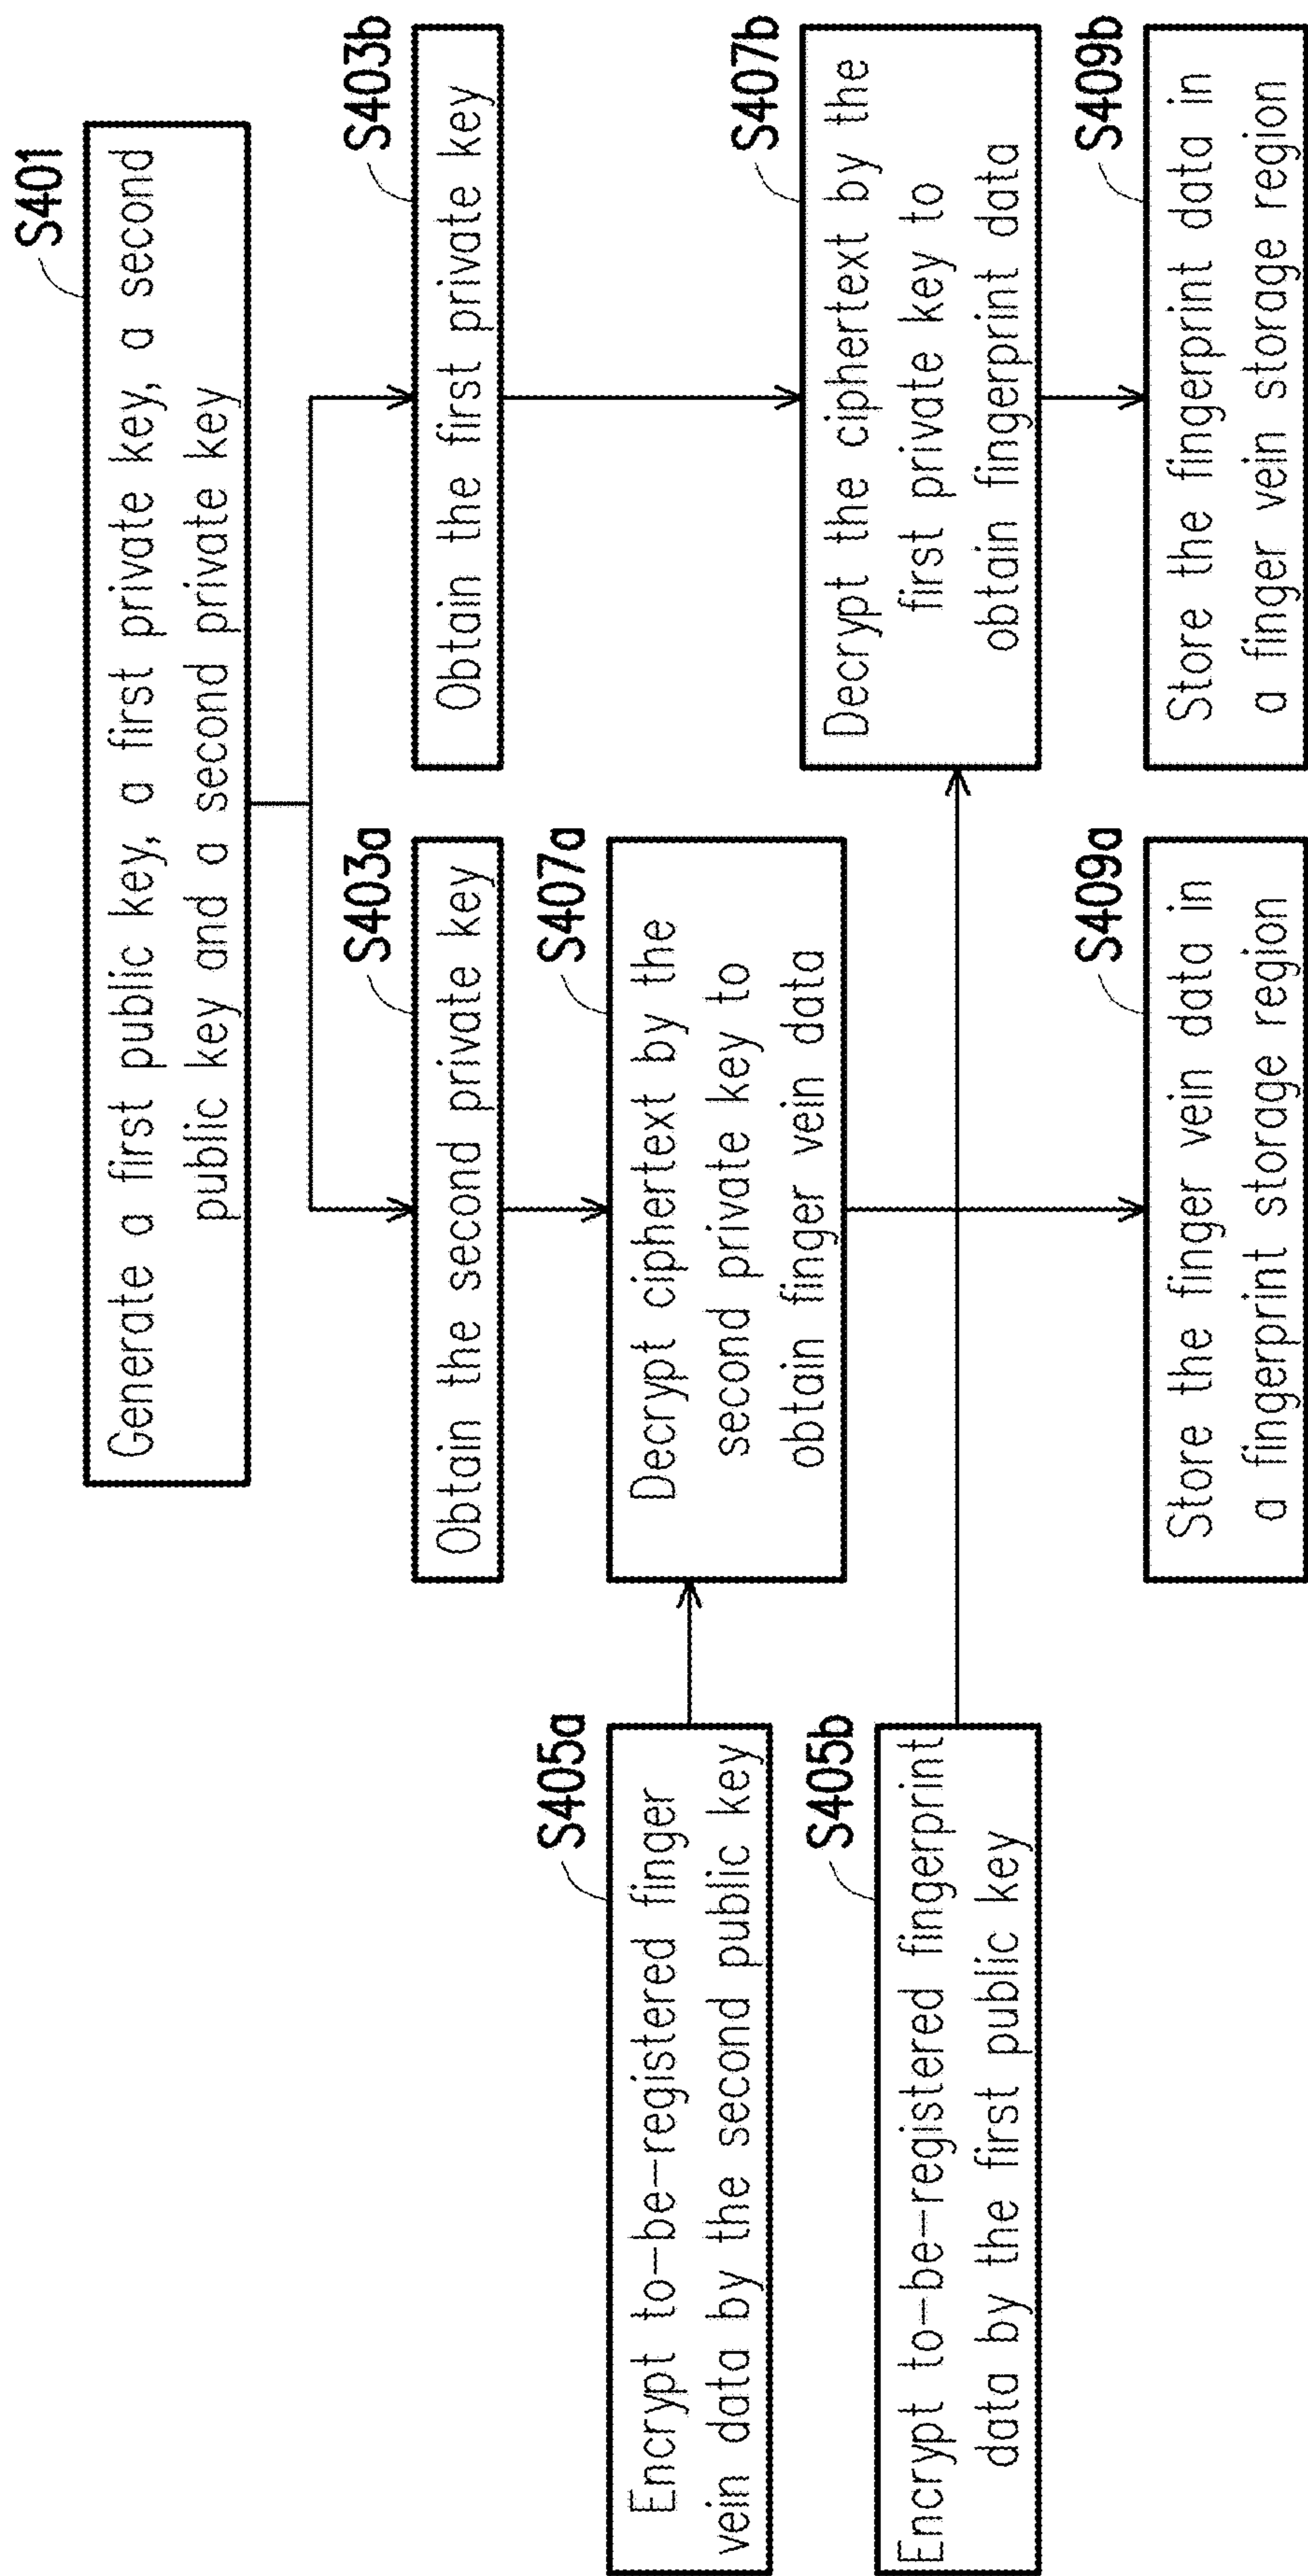 S401
Generate a first public key, a first private key, a second
public key and a second private key
S403a
Obtain the second private key
S403b
Obtain the first private key
S405a
Encrypt to-be-registered finger
vein data by the second public key
S407a
Decrypt ciphertext by the
second private key to
obtain finger vein data
S405b
Encrypt to-be-registered fingerprint
data by the first public key
S407b
Decrypt the ciphertext by the
first private key to
obtain fingerprint data
S409a
Store the finger vein data in
a fingerprint storage region
S409b
Store the fingerprint data in
a finger vein storage region